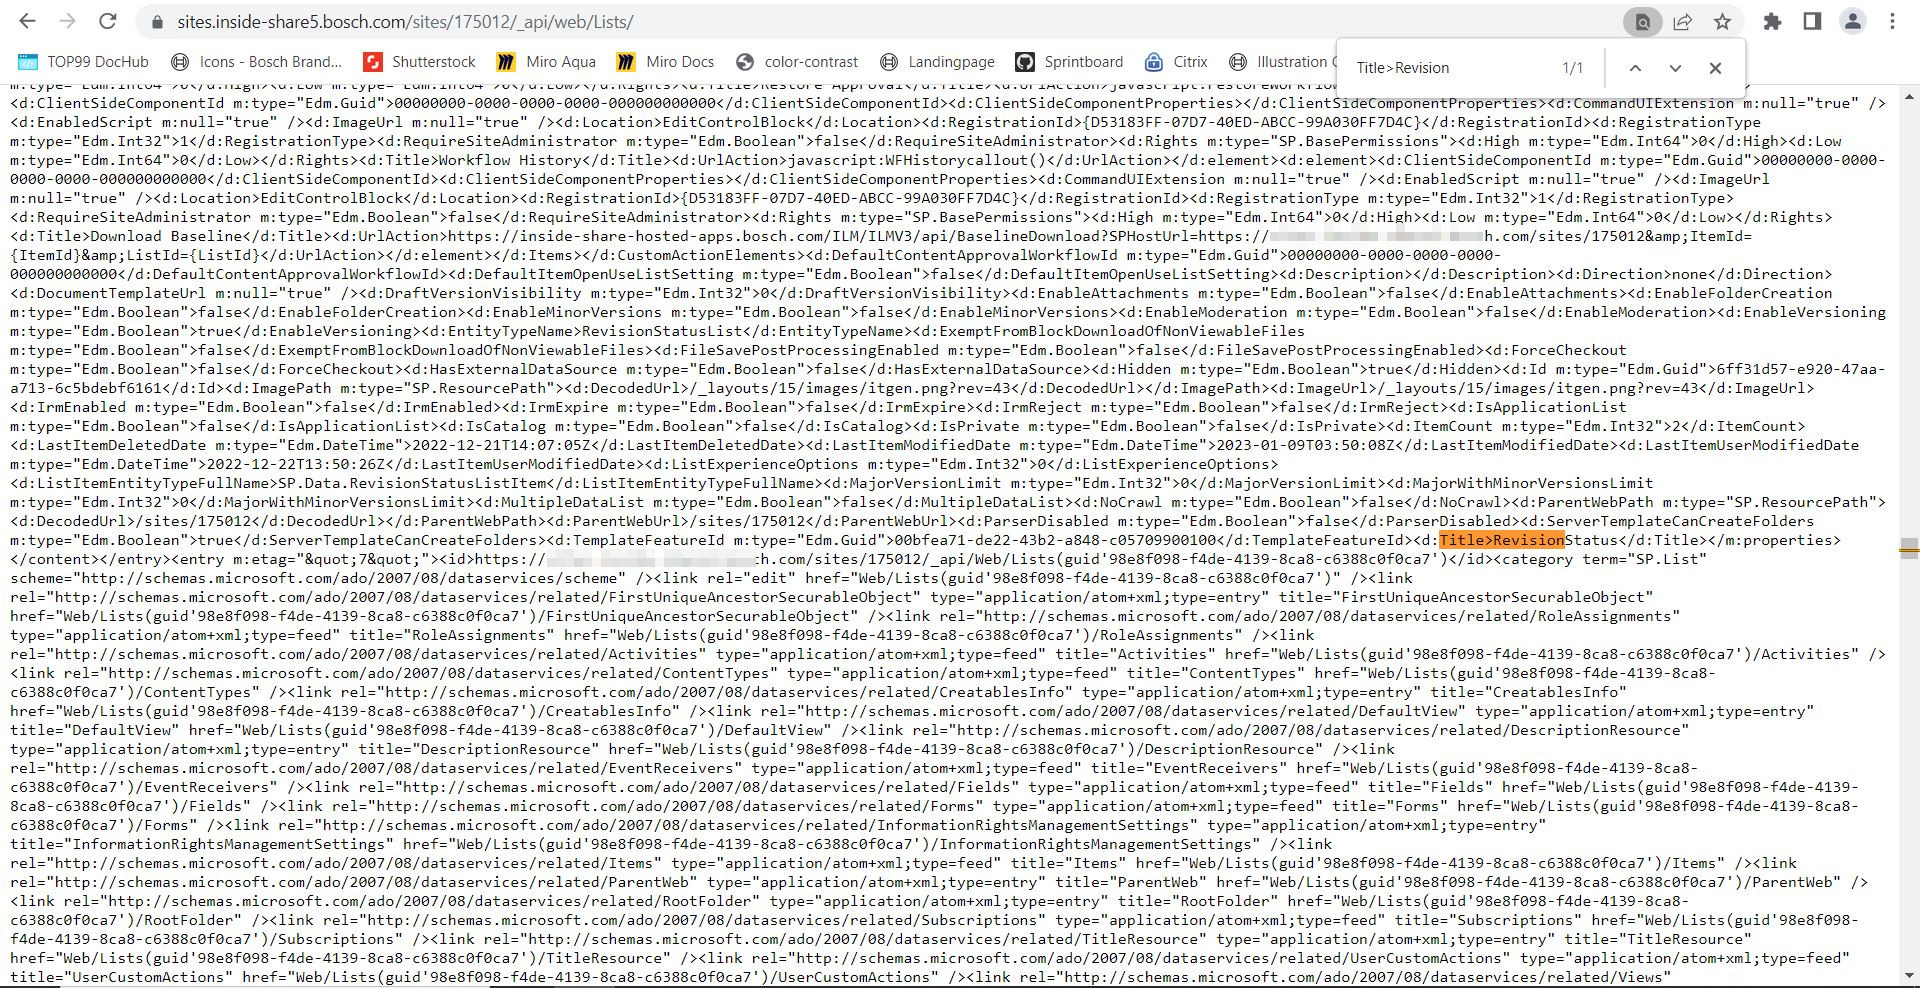 sites.inside-share5.bosch.com/sites/175012/_api/web/Lists/
TOP99 DocHub Icons - Bosch Brand... Shutterstock Miro Aqua Miro Docs color-contrast Landingpage Sprintboard Citrix Illustration
Title>Revision 1/1
<d:ClientSideComponentId m:type="Edm.Guid">00000000-0000-0000-0000-000000000000</d:ClientSideComponentId><d:ClientSideComponentProperties></d:ClientSideComponentProperties><d:CommandUIExtension m:null="true" />
<d:EnabledScript m:null="true" /><d:ImageUrl m:null="true" /><d:Location>EditControlBlock</d:Location><d:RegistrationId>{D53183FF-07D7-40ED-ABCC-99A030FF7D4C}</d:RegistrationId><d:RegistrationType
m:type="Edm.Int32">1</d:RegistrationType><d:RequireSiteAdministrator m:type="Edm.Boolean">false</d:RequireSiteAdministrator><d:Rights m:type="SP.BasePermissions"><d:High m:type="Edm.Int64">0</d:High><d:Low
m:type="Edm.Int64">0</d:Low></d:Rights><d:Title>Workflow History</d:Title><d:UrlAction>javascript:WFHistorycallout()</d:UrlAction></d:element><d:element><d:ClientSideComponentId m:type="Edm.Guid">00000000-0000-
0000-0000-000000000000</d:ClientSideComponentId><d:ClientSideComponentProperties></d:ClientSideComponentProperties><d:CommandUIExtension m:null="true" /><d:EnabledScript m:null="true" /><d:ImageUrl
m:null="true" /><d:Location>EditControlBlock</d:Location><d:RegistrationId>{D53183FF-07D7-40ED-ABCC-99A030FF7D4C}</d:RegistrationId><d:RegistrationType m:type="Edm.Int32">1</d:RegistrationType>
<d:RequireSiteAdministrator m:type="Edm.Boolean">false</d:RequireSiteAdministrator><d:Rights m:type="SP.BasePermissions"><d:High m:type="Edm.Int64">0</d:High><d:Low m:type="Edm.Int64">0</d:Low></d:Rights>
<d:Title>Download Baseline</d:Title><d:UrlAction>https://inside-share-hosted-apps.bosch.com/ILM/ILMV3/api/BaselineDownload?SPHostUrl=https:// h.com/sites/175012&amp;ItemId=
{ItemId}&amp;ListId={ListId}</d:UrlAction></d:element></d:Items></d:CustomActionElements><d:DefaultContentApprovalWorkflowId m:type="Edm.Guid">00000000-0000-0000-0000-
000000000000</d:DefaultContentApprovalWorkflowId><d:DefaultItemOpenUseListSetting m:type="Edm.Boolean">false</d:DefaultItemOpenUseListSetting><d:Description></d:Description><d:Direction>none</d:Direction>
<d:DocumentTemplateUrl m:null="true" /><d:DraftVersionVisibility m:type="Edm.Int32">0</d:DraftVersionVisibility><d:EnableAttachments m:type="Edm.Boolean">false</d:EnableAttachments><d:EnableFolderCreation
m:type="Edm.Boolean">false</d:EnableFolderCreation><d:EnableMinorVersions m:type="Edm.Boolean">false</d:EnableMinorVersions><d:EnableModeration m:type="Edm.Boolean">false</d:EnableModeration><d:EnableVersioning
m:type="Edm.Boolean">true</d:EnableVersioning><d:EntityTypeName>RevisionStatusList</d:EntityTypeName><d:ExemptFromBlockDownloadOfNonViewableFiles
m:type="Edm.Boolean">false</d:ExemptFromBlockDownloadOfNonViewableFiles><d:FileSavePostProcessingEnabled m:type="Edm.Boolean">false</d:FileSavePostProcessingEnabled><d:ForceCheckout
m:type="Edm.Boolean">false</d:ForceCheckout><d:HasExternalDataSource m:type="Edm.Boolean">false</d:HasExternalDataSource><d:Hidden m:type="Edm.Boolean">true</d:Hidden><d:Id m:type="Edm.Guid">6ff31d57-e920-47aa-
a713-6c5bdebf6161</d:Id><d:ImagePath m:type="SP.ResourcePath"><d:DecodedUrl>/_layouts/15/images/itgen.png?rev=43</d:DecodedUrl></d:ImagePath><d:ImageUrl>/_layouts/15/images/itgen.png?rev=43</d:ImageUrl>
<d:IrmEnabled m:type="Edm.Boolean">false</d:IrmEnabled><d:IrmExpire m:type="Edm.Boolean">false</d:IrmExpire><d:IrmReject m:type="Edm.Boolean">false</d:IrmReject><d:IsApplicationList
m:type="Edm.Boolean">false</d:IsApplicationList><d:IsCatalog m:type="Edm.Boolean">false</d:IsCatalog><d:IsPrivate m:type="Edm.Boolean">false</d:IsPrivate><d:ItemCount m:type="Edm.Int32">2</d:ItemCount>
<d:LastItemDeletedDate m:type="Edm.DateTime">2022-12-21T14:07:05Z</d:LastItemDeletedDate><d:LastItemModifiedDate m:type="Edm.DateTime">2023-01-09T03:50:08Z</d:LastItemModifiedDate><d:LastItemUserModifiedDate
m:type="Edm.DateTime">2022-12-22T13:50:26Z</d:LastItemUserModifiedDate><d:ListExperienceOptions m:type="Edm.Int32">0</d:ListExperienceOptions>
<d:ListItemEntityTypeFullName>SP.Data.RevisionStatusListItem</d:ListItemEntityTypeFullName><d:MajorVersionLimit m:type="Edm.Int32">0</d:MajorVersionLimit><d:MajorWithMinorVersionsLimit
m:type="Edm.Int32">0</d:MajorWithMinorVersionsLimit><d:MultipleDataList m:type="Edm.Boolean">false</d:MultipleDataList><d:NoCrawl m:type="Edm.Boolean">false</d:NoCrawl><d:ParentWebPath m:type="SP.ResourcePath">
<d:DecodedUrl>/sites/175012</d:DecodedUrl></d:ParentWebPath><d:ParentWebUrl>/sites/175012</d:ParentWebUrl><d:ParserDisabled m:type="Edm.Boolean">false</d:ParserDisabled><d:ServerTemplateCanCreateFolders
m:type="Edm.Boolean">true</d:ServerTemplateCanCreateFolders><d:TemplateFeatureId m:type="Edm.Guid">00bfea71-de22-43b2-a848-c05709900100</d:TemplateFeatureId><d:Title>RevisionStatus</d:Title></m:properties>
</content></entry><entry m:etag="&quot;7&quot;"><id>https:// h.com/sites/175012/_api/Web/Lists(guid'98e8f098-f4de-4139-8ca8-c6388c0f0ca7')</id><category term="SP.List"
scheme="http://schemas.microsoft.com/ado/2007/08/dataservices/scheme" /><link rel="edit" href="Web/Lists(guid'98e8f098-f4de-4139-8ca8-c6388c0f0ca7')" /><link
rel="http://schemas.microsoft.com/ado/2007/08/dataservices/related/FirstUniqueAncestorSecurableObject" type="application/atom+xml;type=entry" title="FirstUniqueAncestorSecurableObject"
href="Web/Lists(guid'98e8f098-f4de-4139-8ca8-c6388c0f0ca7')/FirstUniqueAncestorSecurableObject" /><link rel="http://schemas.microsoft.com/ado/2007/08/dataservices/related/RoleAssignments"
type="application/atom+xml;type=feed" title="RoleAssignments" href="Web/Lists(guid'98e8f098-f4de-4139-8ca8-c6388c0f0ca7')/RoleAssignments" /><link
rel="http://schemas.microsoft.com/ado/2007/08/dataservices/related/Activities" type="application/atom+xml;type=feed" title="Activities" href="Web/Lists(guid'98e8f098-f4de-4139-8ca8-c6388c0f0ca7')/Activities" />
<link rel="http://schemas.microsoft.com/ado/2007/08/dataservices/related/ContentTypes" type="application/atom+xml;type=feed" title="ContentTypes" href="Web/Lists(guid'98e8f098-f4de-4139-8ca8-
c6388c0f0ca7')/ContentTypes" /><link rel="http://schemas.microsoft.com/ado/2007/08/dataservices/related/CreatablesInfo" type="application/atom+xml;type=entry" title="CreatablesInfo"
href="Web/Lists(guid'98e8f098-f4de-4139-8ca8-c6388c0f0ca7')/CreatablesInfo" /><link rel="http://schemas.microsoft.com/ado/2007/08/dataservices/related/DefaultView" type="application/atom+xml;type=entry"
title="DefaultView" href="Web/Lists(guid'98e8f098-f4de-4139-8ca8-c6388c0f0ca7')/DefaultView" /><link rel="http://schemas.microsoft.com/ado/2007/08/dataservices/related/DescriptionResource"
type="application/atom+xml;type=entry" title="DescriptionResource" href="Web/Lists(guid'98e8f098-f4de-4139-8ca8-c6388c0f0ca7')/DescriptionResource" /><link
rel="http://schemas.microsoft.com/ado/2007/08/dataservices/related/EventReceivers" type="application/atom+xml;type=feed" title="EventReceivers" href="Web/Lists(guid'98e8f098-f4de-4139-8ca8-
c6388c0f0ca7')/EventReceivers" /><link rel="http://schemas.microsoft.com/ado/2007/08/dataservices/related/Fields" type="application/atom+xml;type=feed" title="Fields" href="Web/Lists(guid'98e8f098-f4de-4139-
8ca8-c6388c0f0ca7')/Fields" /><link rel="http://schemas.microsoft.com/ado/2007/08/dataservices/related/Forms" type="application/atom+xml;type=feed" title="Forms" href="Web/Lists(guid'98e8f098-f4de-4139-8ca8-
c6388c0f0ca7')/Forms" /><link rel="http://schemas.microsoft.com/ado/2007/08/dataservices/related/InformationRightsManagementSettings" type="application/atom+xml;type=entry"
title="InformationRightsManagementSettings" href="Web/Lists(guid'98e8f098-f4de-4139-8ca8-c6388c0f0ca7')/InformationRightsManagementSettings" /><link
rel="http://schemas.microsoft.com/ado/2007/08/dataservices/related/Items" type="application/atom+xml;type=feed" title="Items" href="Web/Lists(guid'98e8f098-f4de-4139-8ca8-c6388c0f0ca7')/Items" /><link
rel="http://schemas.microsoft.com/ado/2007/08/dataservices/related/ParentWeb" type="application/atom+xml;type=entry" title="ParentWeb" href="Web/Lists(guid'98e8f098-f4de-4139-8ca8-c6388c0f0ca7')/ParentWeb" />
<link rel="http://schemas.microsoft.com/ado/2007/08/dataservices/related/RootFolder" type="application/atom+xml;type=entry" title="RootFolder" href="Web/Lists(guid'98e8f098-f4de-4139-8ca8-
c6388c0f0ca7')/RootFolder" /><link rel="http://schemas.microsoft.com/ado/2007/08/dataservices/related/Subscriptions" type="application/atom+xml;type=feed" title="Subscriptions" href="Web/Lists(guid'98e8f098-
f4de-4139-8ca8-c6388c0f0ca7')/Subscriptions" /><link rel="http://schemas.microsoft.com/ado/2007/08/dataservices/related/TitleResource" type="application/atom+xml;type=entry" title="TitleResource"
href="Web/Lists(guid'98e8f098-f4de-4139-8ca8-c6388c0f0ca7')/TitleResource" /><link rel="http://schemas.microsoft.com/ado/2007/08/dataservices/related/UserCustomActions" type="application/atom+xml;type=feed"
title="UserCustomActions" href="Web/Lists(guid'98e8f098-f4de-4139-8ca8-c6388c0f0ca7')/UserCustomActions" /><link rel="http://schemas.microsoft.com/ado/2007/08/dataservices/related/Views"